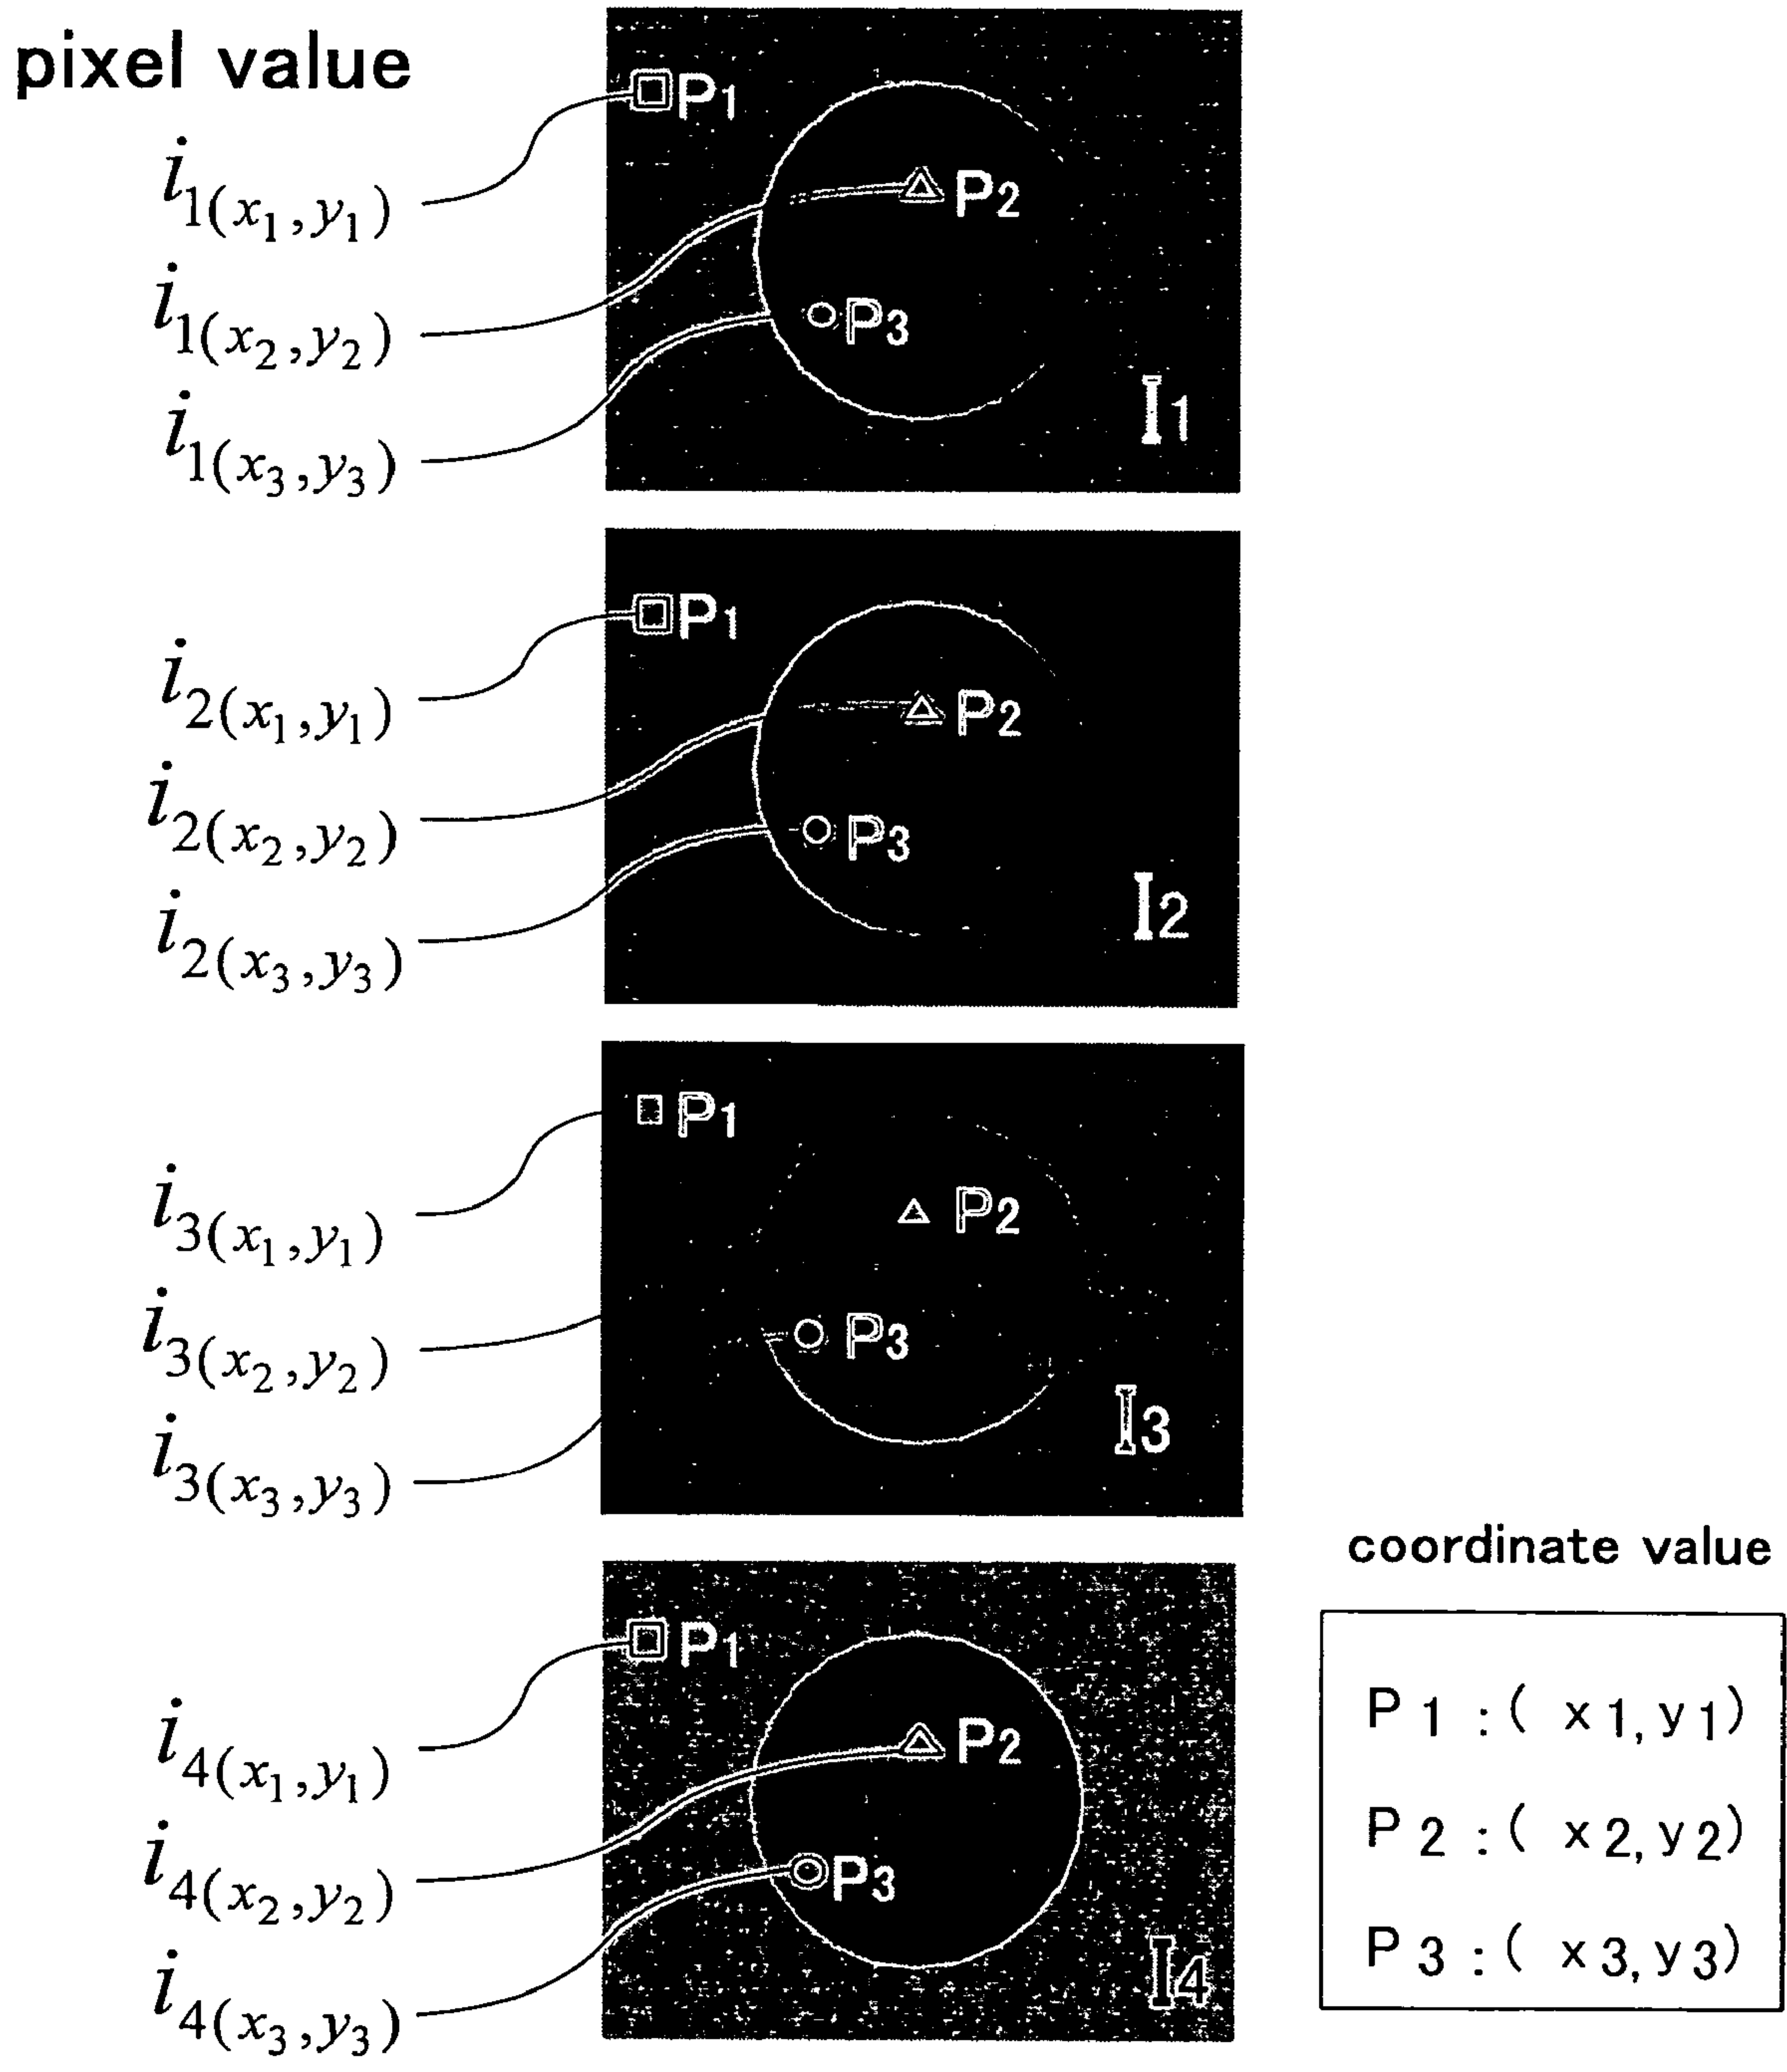 pixel value
P1
i1(x1,y1)
P2
i1(x2,y2)
P3
i1(x3,y3)
I1
P1
i2(x1,y1)
P2
i2(x2,y2)
P3
i2(x3,y3)
I2
P1
i3(x1,y1)
P2
i3(x2,y2)
P3
i3(x3,y3)
I3
P1
i4(x1,y1)
P2
i4(x2,y2)
P3
i4(x3,y3)
I4
coordinate value
P1:(x1,y1)
P2:(x2,y2)
P3:(x3,y3)